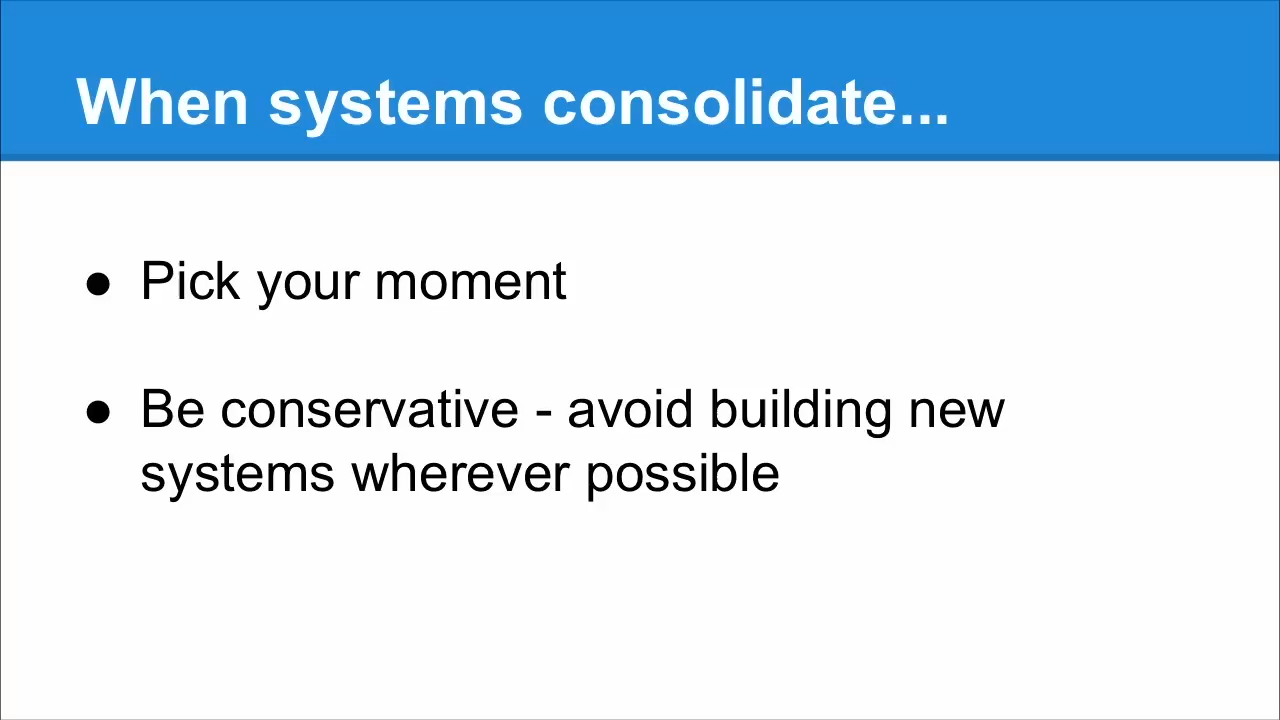 When systems consolidate...
● Pick your moment
● Be conservative - avoid building new
systems wherever possible